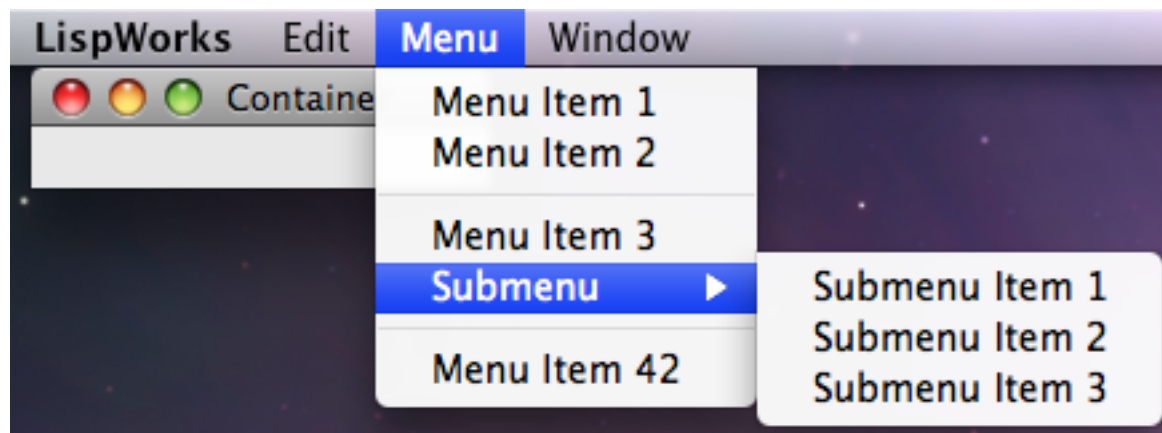 LispWorks Edit Menu Window
Containe
Menu Item 1
Menu Item 2
Menu Item 3
Submenu
Menu Item 42
Submenu Item 1
Submenu Item 2
Submenu Item 3